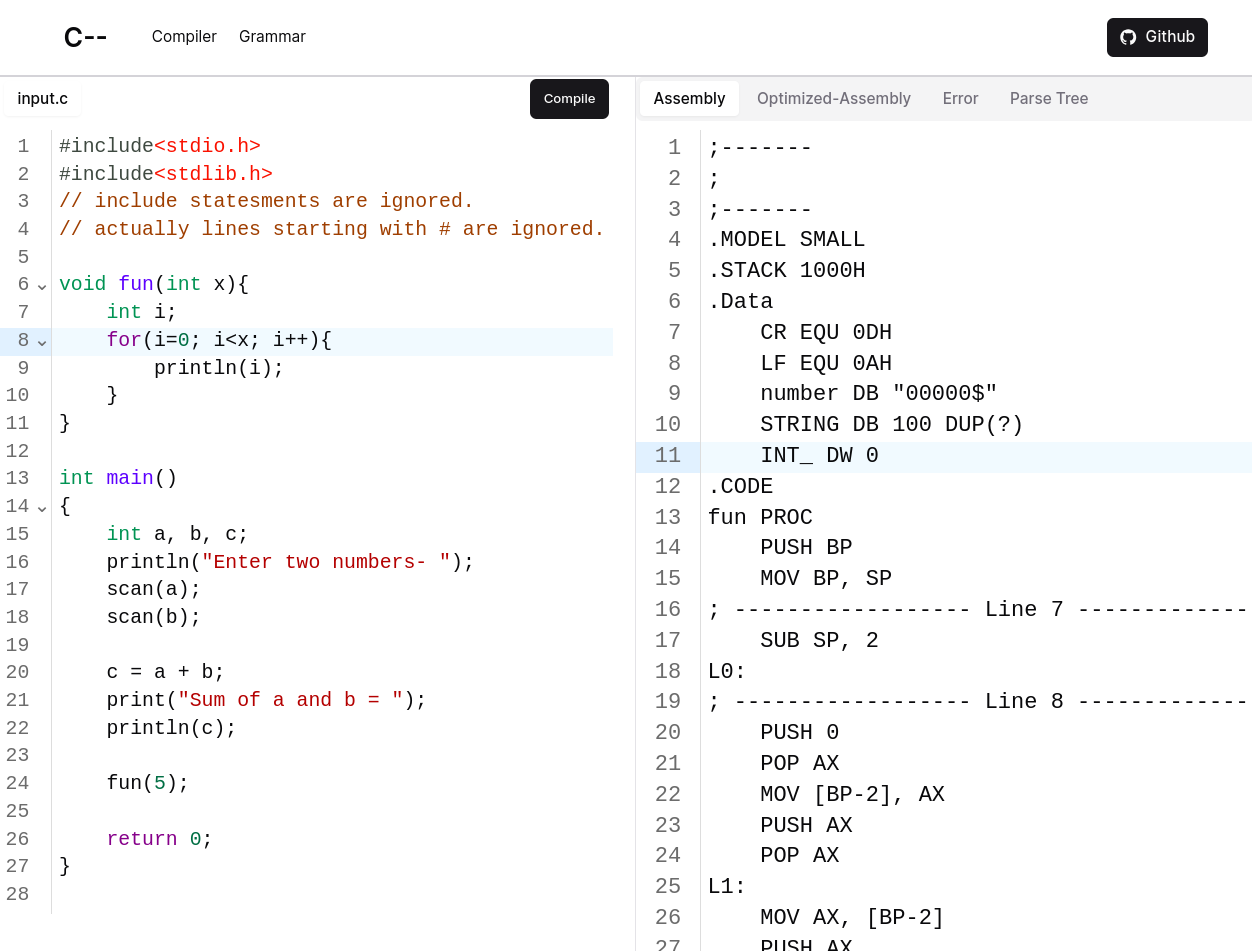 C-- Compiler Grammar Github
input.c Compile
1 #include<stdio.h>
2 #include<stdlib.h>
3 // include statesments are ignored.
4 // actually lines starting with # are ignored.
5
6 void fun(int x){
7     int i;
8     for(i=0; i<x; i++){
9         println(i);
10     }
11 }
12
13 int main()
14 {
15     int a, b, c;
16     println("Enter two numbers- ");
17     scan(a);
18     scan(b);
19
20     c = a + b;
21     print("Sum of a and b = ");
22     println(c);
23
24     fun(5);
25
26     return 0;
27 }
28
Assembly Optimized-Assembly Error Parse Tree
1 ;-------
2 ;
3 ;-------
4 .MODEL SMALL
5 .STACK 1000H
6 .Data
7     CR EQU 0DH
8     LF EQU 0AH
9     number DB "00000$"
10     STRING DB 100 DUP(?)
11     INT_ DW 0
12 .CODE
13 fun PROC
14     PUSH BP
15     MOV BP, SP
16 ; ------------------ Line 7 -------------
17     SUB SP, 2
18 L0:
19 ; ------------------ Line 8 -------------
20     PUSH 0
21     POP AX
22     MOV [BP-2], AX
23     PUSH AX
24     POP AX
25 L1:
26     MOV AX, [BP-2]
27     PUSH AX